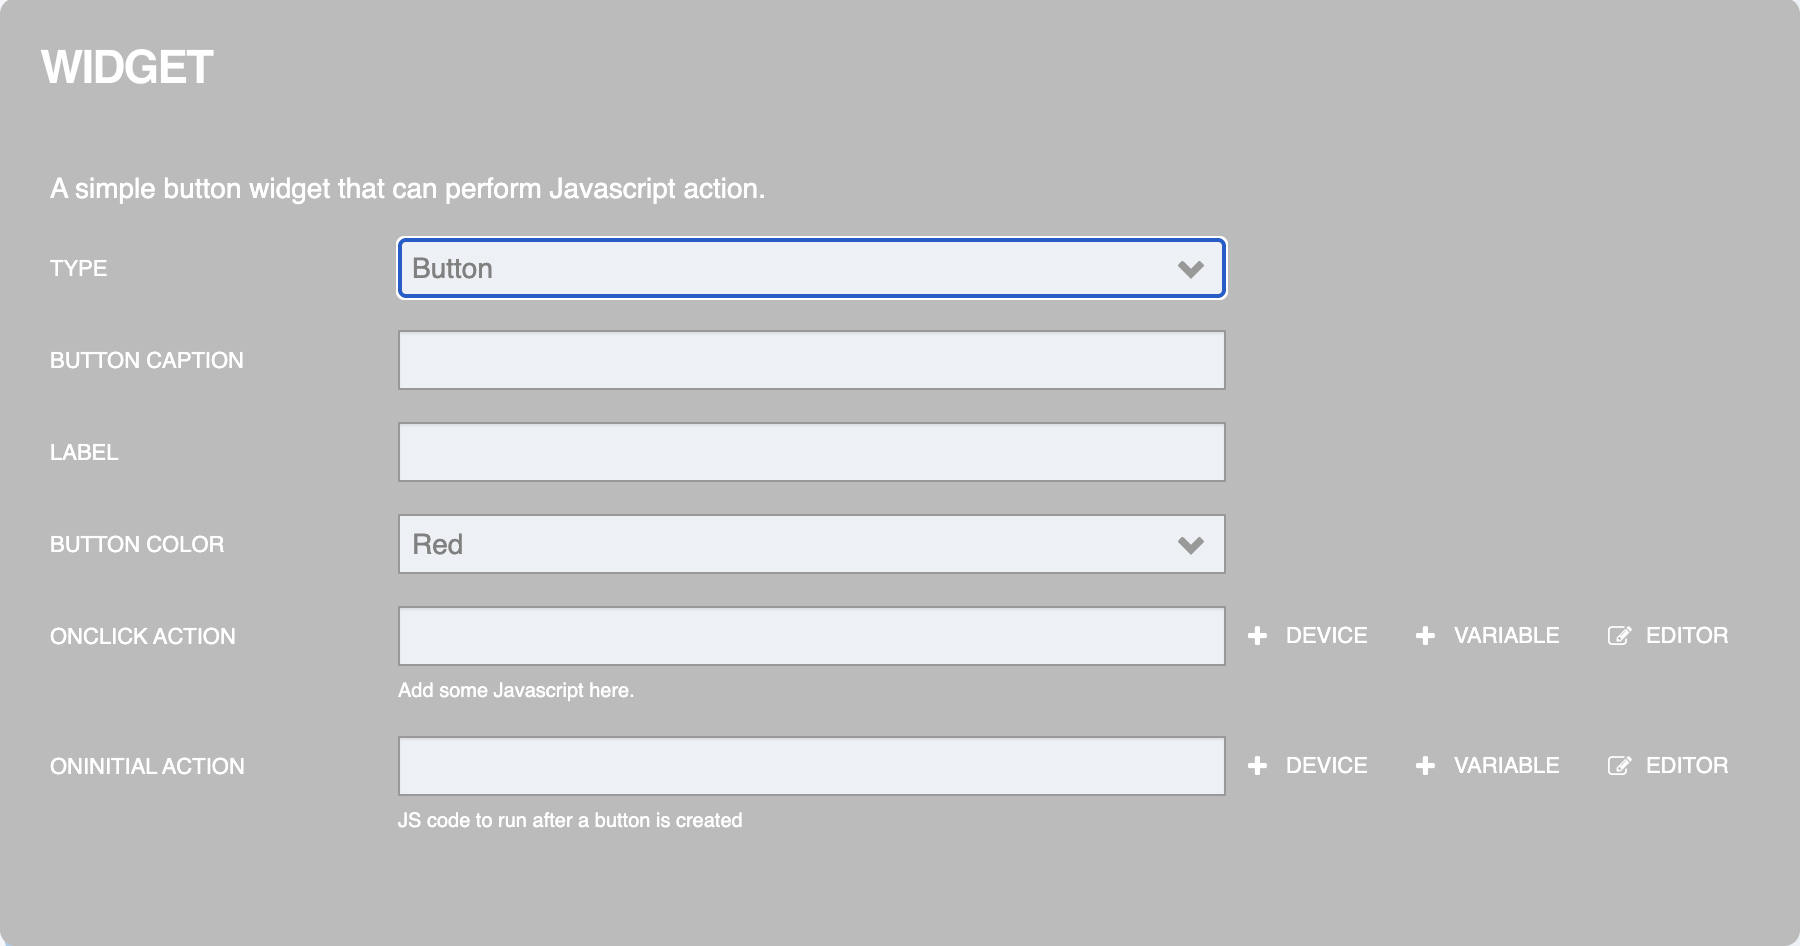 WIDGET
A simple button widget that can perform Javascript action.
TYPE Button
BUTTON CAPTION
LABEL
BUTTON COLOR Red
ONCLICK ACTION DEVICE VARIABLE EDITOR
Add some Javascript here.
ONINITIAL ACTION DEVICE VARIABLE EDITOR
JS code to run after a button is created